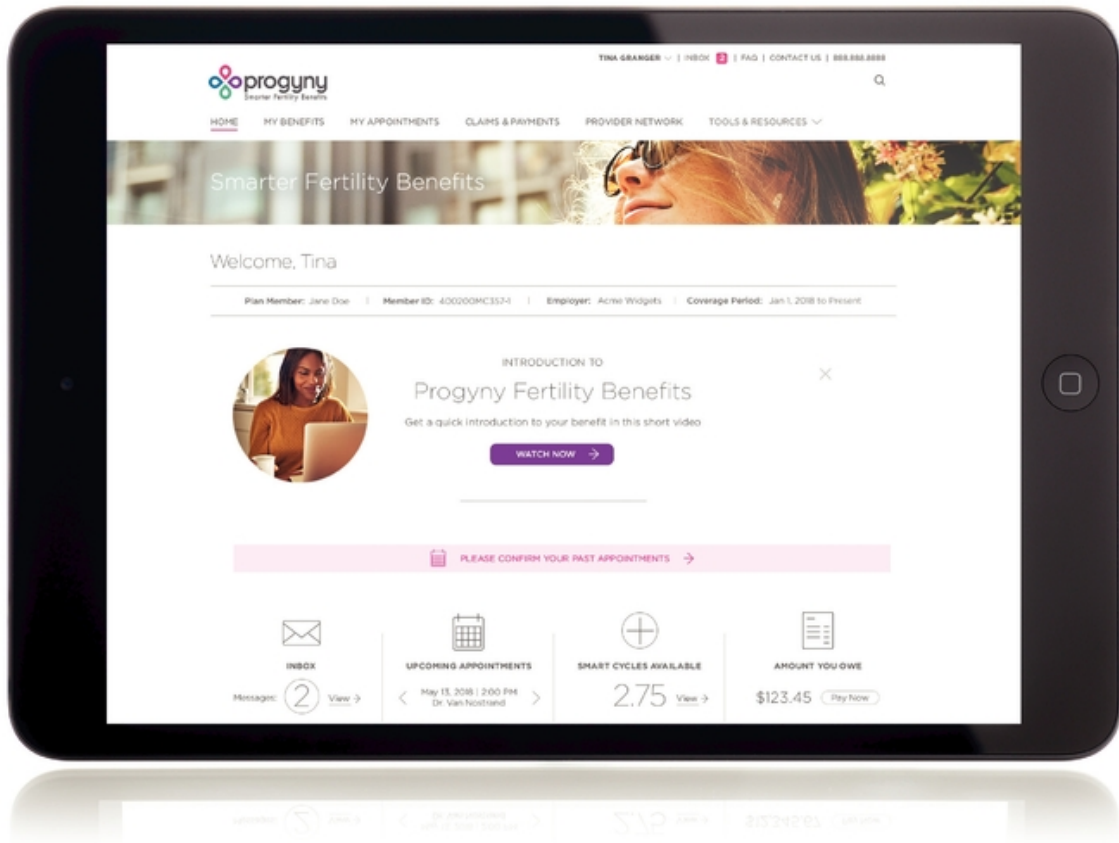 TINA GRANGER | INBOX 2 | FAQ | CONTACT US | 888.888.8888
progyny
Smarter Fertility Benefits
HOME MY BENEFITS MY APPOINTMENTS CLAIMS & PAYMENTS PROVIDER NETWORK TOOLS & RESOURCES
Smarter Fertility Benefits
Welcome, Tina
Plan Member: Jane Doe | Member ID: 400200MC357-1 | Employer: Acme Widgets | Coverage Period: Jan 1, 2018 to Present
INTRODUCTION TO
Progyny Fertility Benefits
Get a quick introduction to your benefit in this short video
WATCH NOW →
PLEASE CONFIRM YOUR PAST APPOINTMENTS →
INBOX
Messages: 2 View →
UPCOMING APPOINTMENTS
May 13, 2018 | 2:00 PM
Dr. Van Nostrand
SMART CYCLES AVAILABLE
2.75 View →
AMOUNT YOU OWE
$123.45 Pay Now